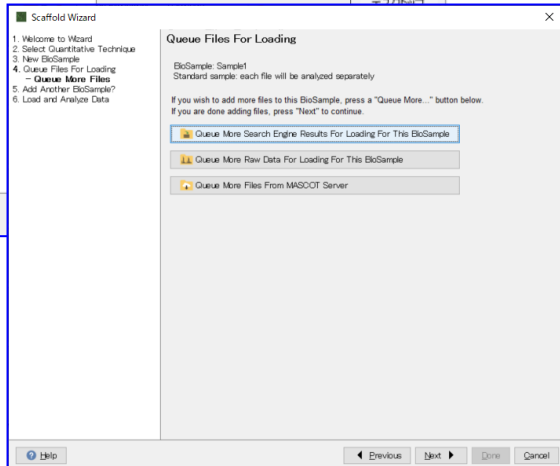 Scaffold Wizard
1. Welcome to Wizard
2. Select Quantitative Technique
3. New BioSample
4. Queue Files For Loading
– Queue More Files
5. Add Another BioSample?
6. Load and Analyze Data
Queue Files For Loading
BioSample: Sample1
Standard sample: each file will be analyzed separately
If you wish to add more files to this BioSample, press a "Queue More..." button below.
If you are done adding files, press "Next" to continue.
Queue More Search Engine Results For Loading For This BioSample
Queue More Raw Data For Loading For This BioSample
Queue More Files From MASCOT Server
Help
Previous
Next
Done
Cancel